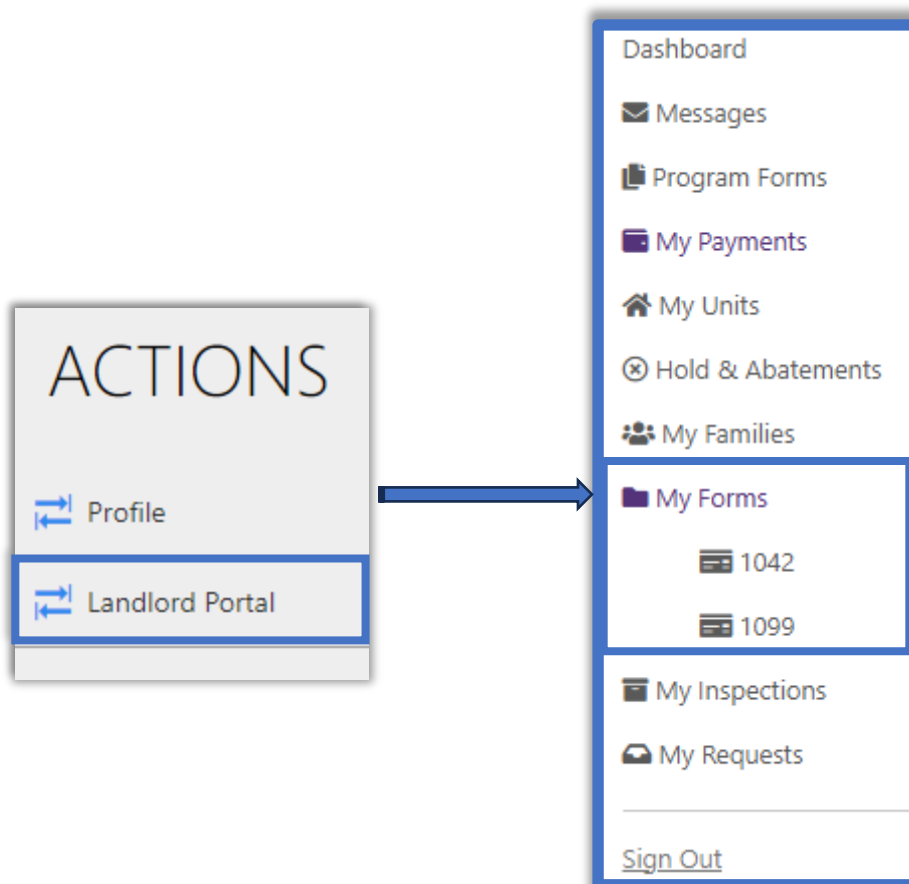 ACTIONS
Profile
Landlord Portal
Dashboard
Messages
Program Forms
My Payments
My Units
Hold & Abatements
My Families
My Forms
1042
1099
My Inspections
My Requests
Sign Out